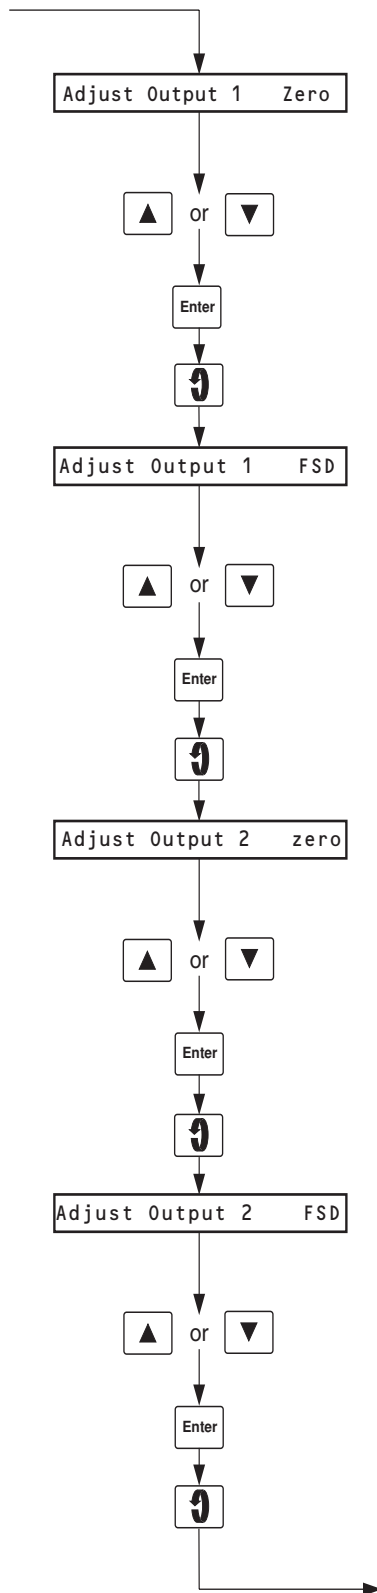 Adjust Output 1 Zero
or
Enter
Adjust Output 1 FSD
or
Enter
Adjust Output 2 zero
or
Enter
Adjust Output 2 FSD
or
Enter